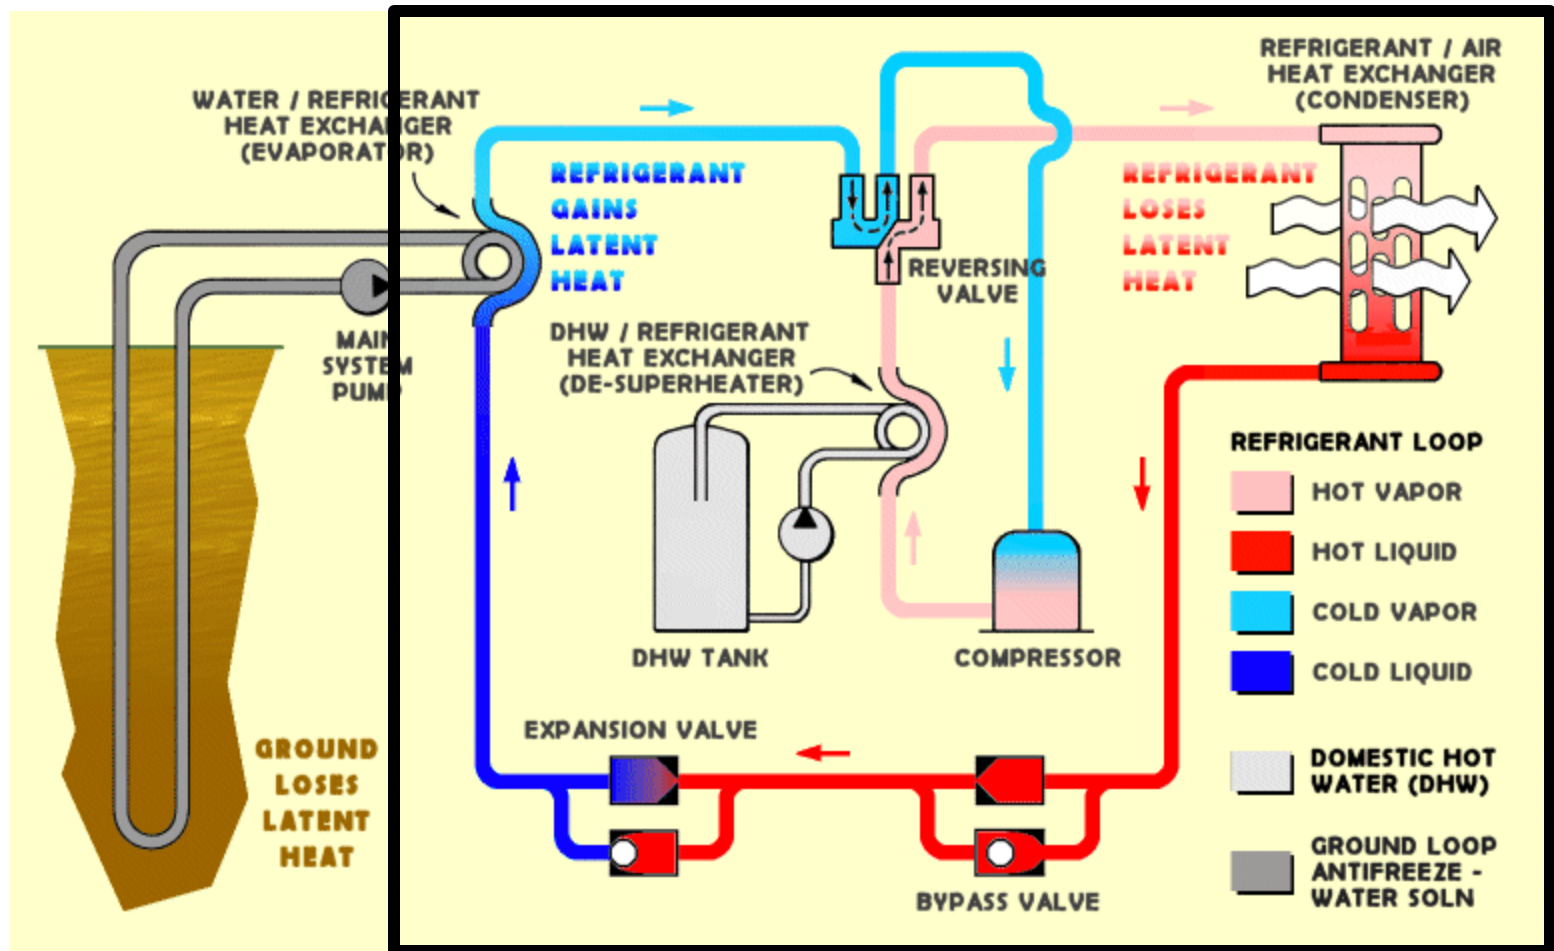 WATER / REFRIGERANT
HEAT EXCHANGER
(EVAPORATOR)
REFRIGERANT / AIR
HEAT EXCHANGER
(CONDENSER)
REFRIGERANT
GAINS
LATENT
HEAT
REFRIGERANT
LOSES
LATENT
HEAT
REVERSING
VALVE
MAIN
SYSTEM
PUMP
DHW / REFRIGERANT
HEAT EXCHANGER
(DE-SUPERHEATER)
DHW TANK
COMPRESSOR
REFRIGERANT LOOP
HOT VAPOR
HOT LIQUID
COLD VAPOR
COLD LIQUID
DOMESTIC HOT
WATER (DHW)
GROUND LOOP
ANTIFREEZE -
WATER SOLN
GROUND
LOSES
LATENT
HEAT
EXPANSION VALVE
BYPASS VALVE